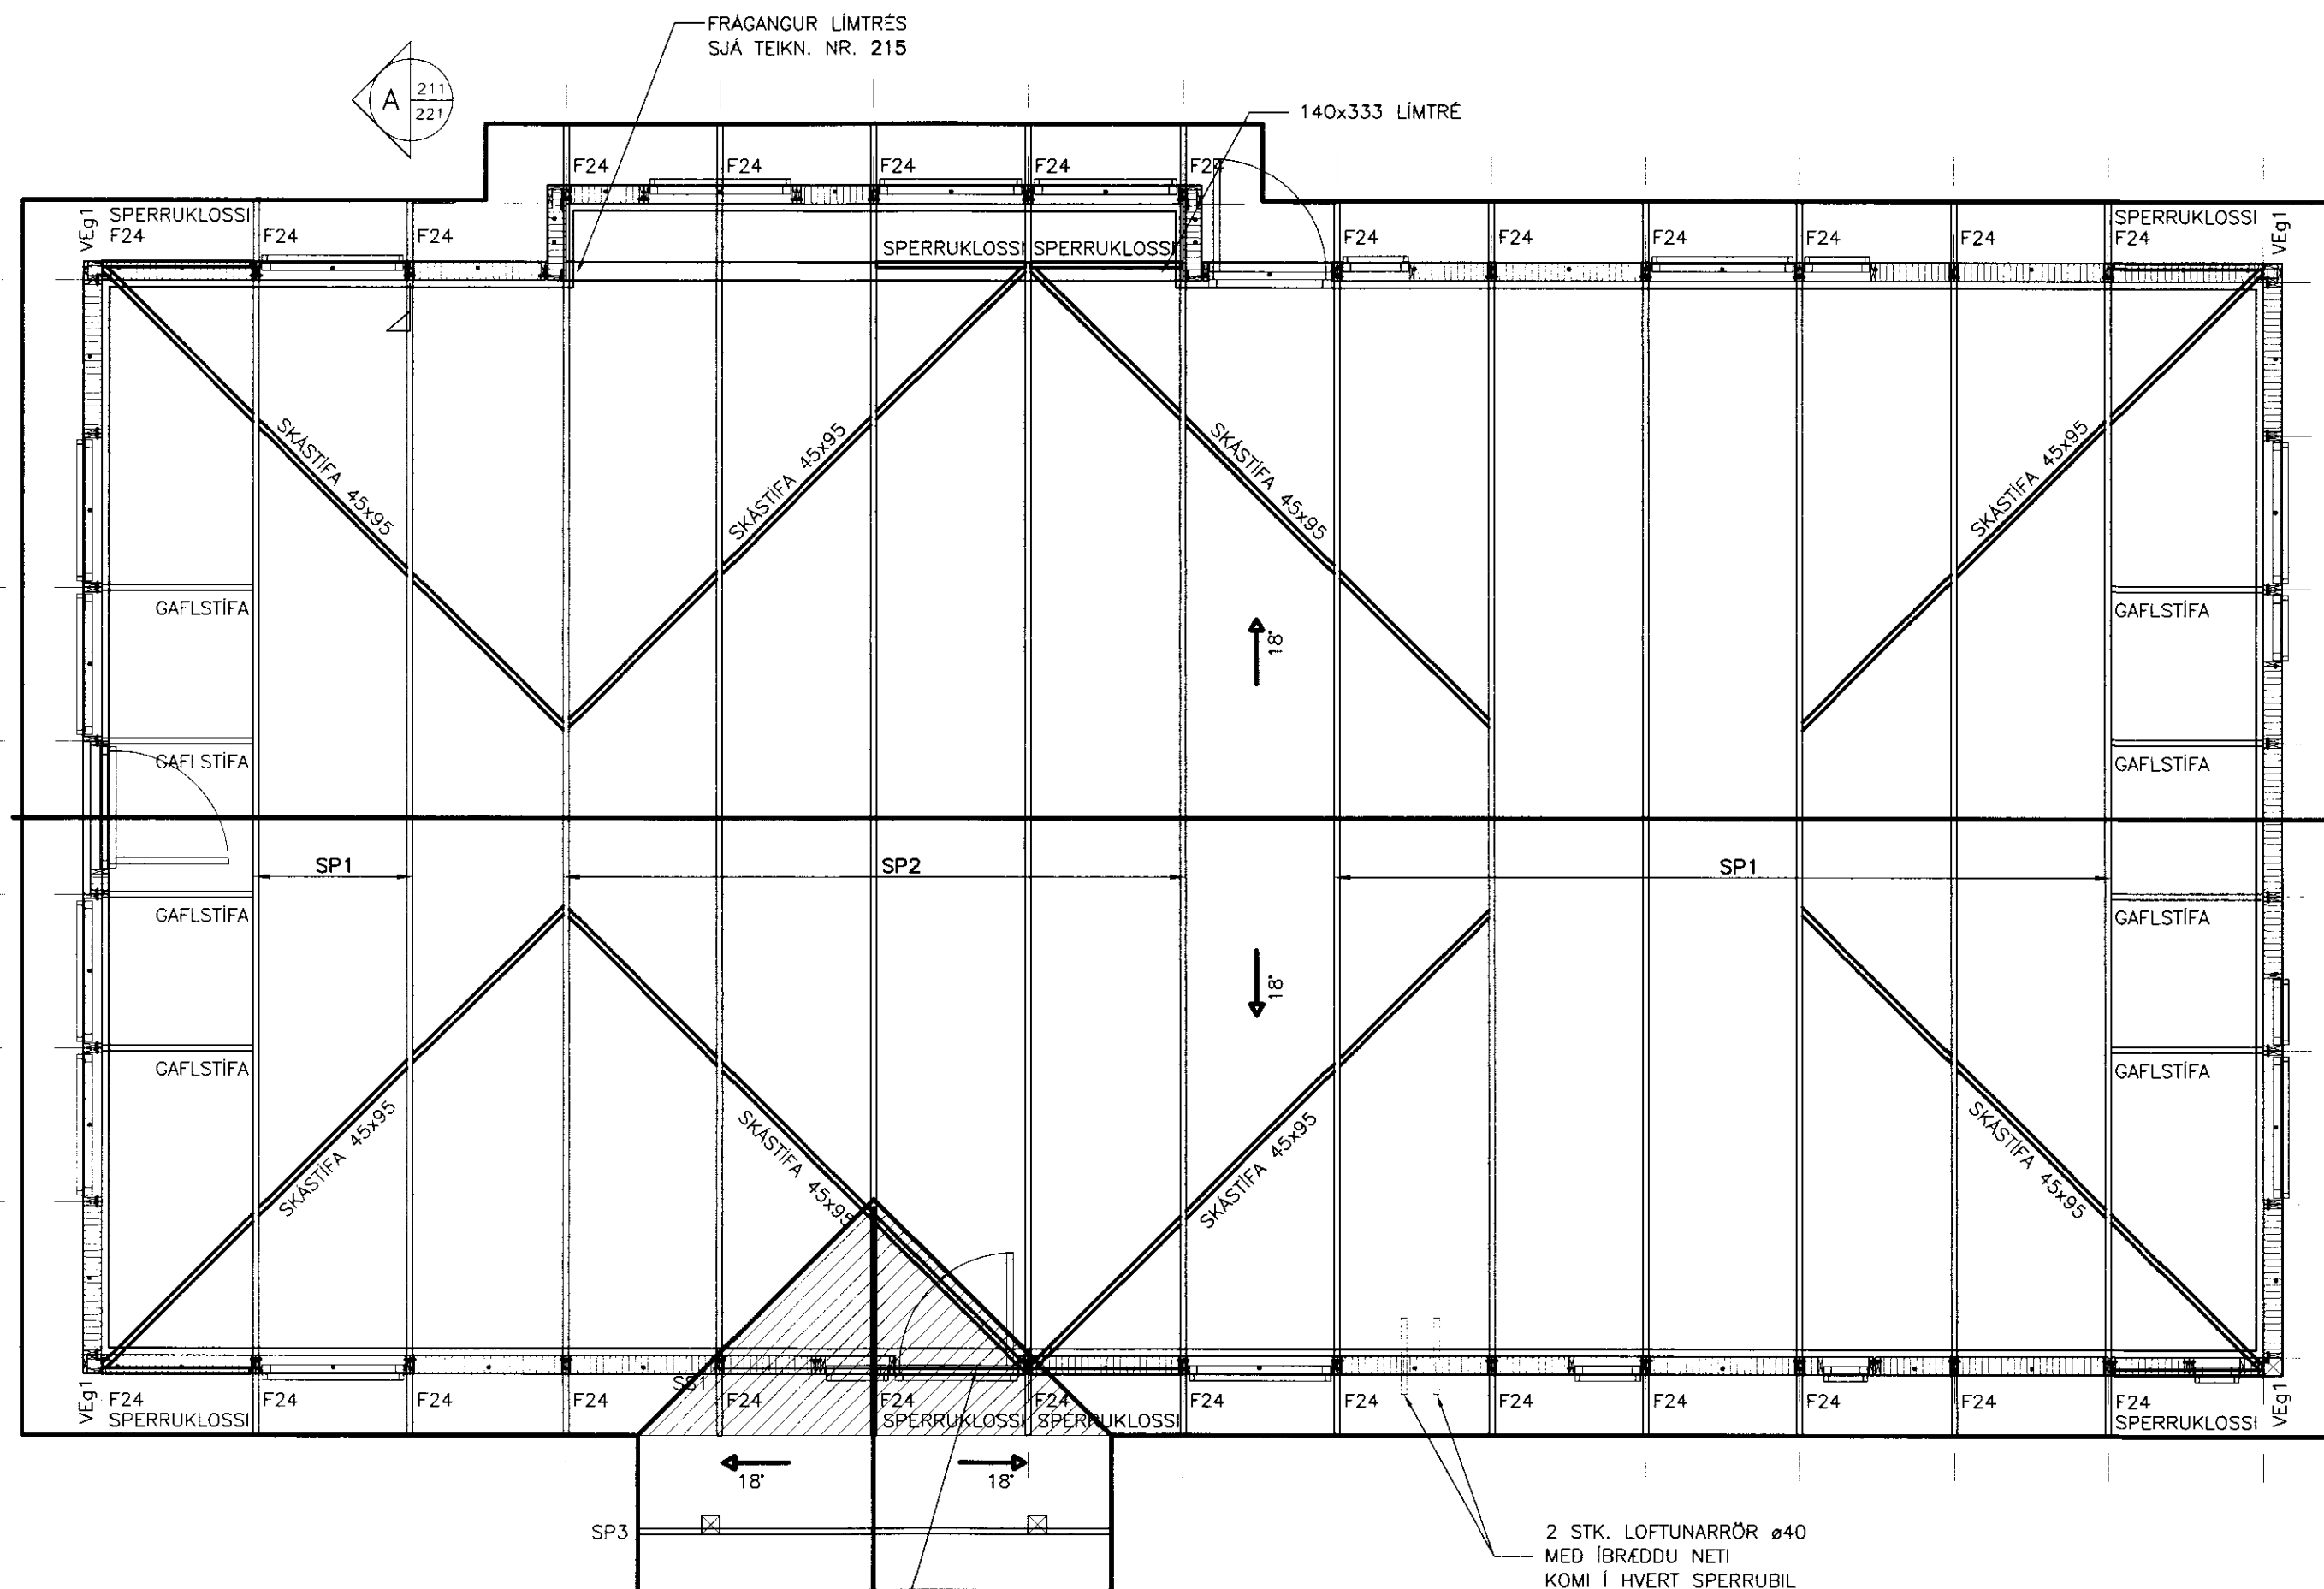 FRÁGANGUR LÍMTRÉS
SJÁ TEIKN. NR. 215
A 211
221
140x333 LÍMTRÉ
F24 F24 F24 F24 F24
VEg1 SPERRUKLOSSI
F24 F24 F24
SPERRUKLOSSI SPERRUKLOSSI
F24 F24 F24 F24 F24
SPERRUKLOSSI
F24 VEg1
SKÁSTÍFA 45x95
SKÁSTÍFA 45x95
SKÁSTÍFA 45x95
SKÁSTÍFA 45x95
GAFLSTÍFA
GAFLSTÍFA
18°
GAFLSTÍFA
GAFLSTÍFA
SP1
SP2
SP1
GAFLSTÍFA
GAFLSTÍFA
18°
GAFLSTÍFA
GAFLSTÍFA
SKÁSTÍFA 45x95
SKÁSTÍFA 45x95
SKÁSTÍFA 45x95
SKÁSTÍFA 45x95
SS1
VEg1 F24 F24 F24 F24 F24 F24 F24 F24 F24 F24 F24 F24 F24 F24 VEg1
SPERRUKLOSSI SPERRUKLOSSI SPERRUKLOSSI SPERRUKLOSSI
18° 18°
SP3
2 STK. LOFTUNARRÖR ø40
MED ÍBRÆDDU NETI
KOMI Í HVERT SPERRUBIL